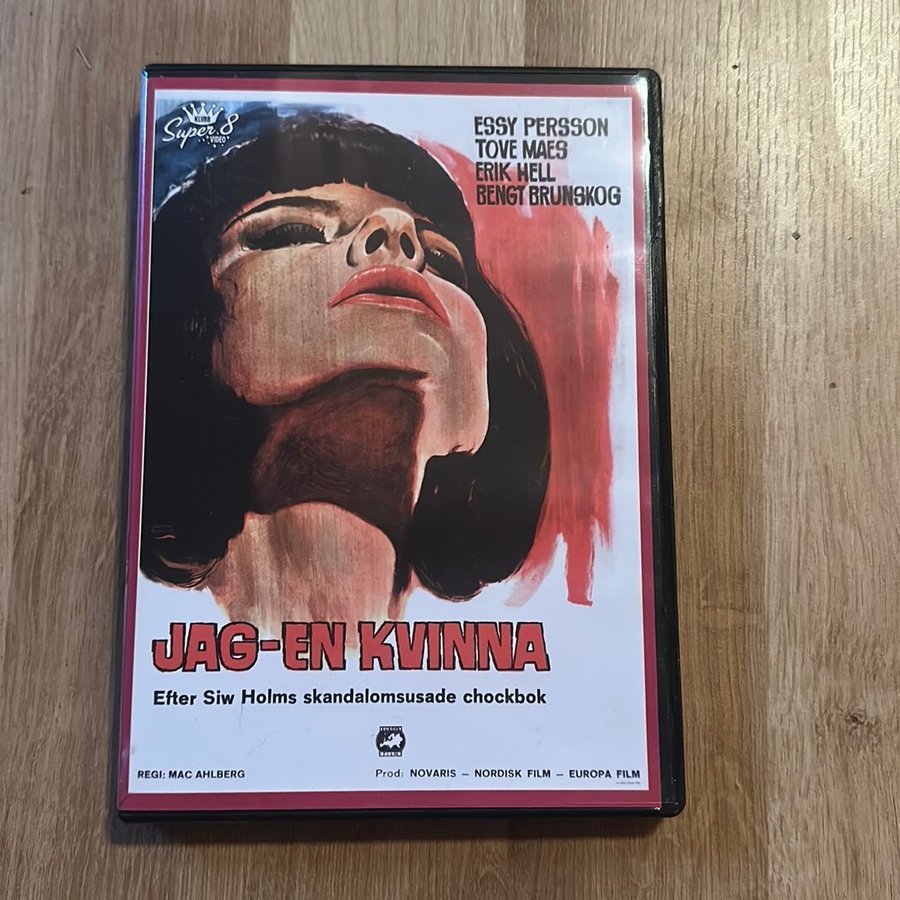 KLUBB
Super 8
VIDEO
ESSY PERSSON
TOVE MAES
ERIK HELL
BENGT BRUNSKOG
JAG-EN KVINNA
Efter Siw Holms skandalomsusade chockbok
REGI: MAC AHLBERG
Prod: NOVARIS – NORDISK FILM – EUROPA FILM